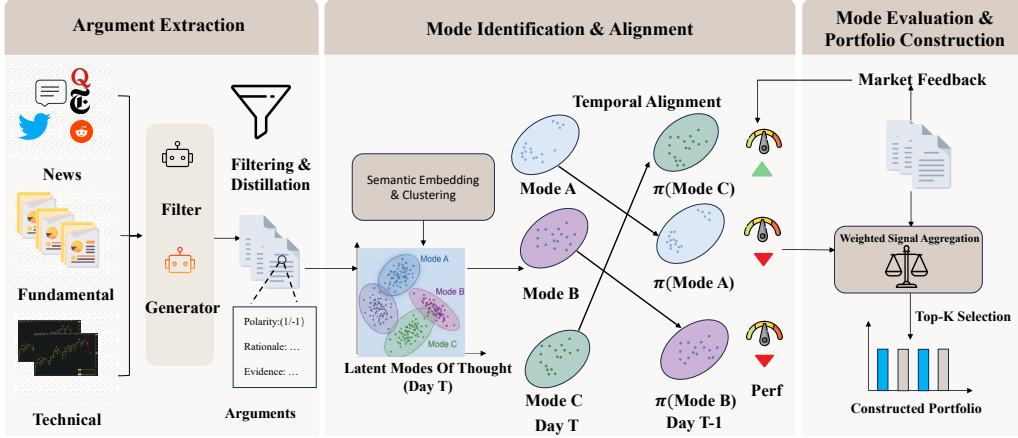 Argument Extraction
Mode Identification & Alignment
Mode Evaluation &
Portfolio Construction
News
Fundamental
Technical
Filter
Generator
Filtering &
Distillation
Polarity:(1/-1)
Rationale: …
Evidence: …
Arguments
Semantic Embedding
& Clustering
Mode A
Mode B
Mode C
Latent Modes Of Thought
(Day T)
Temporal Alignment
Mode A
Mode B
Mode C
Day T
π(Mode C)
π(Mode A)
π(Mode B)
Day T-1
Perf
Market Feedback
Weighted Signal Aggregation
Top-K Selection
Constructed Portfolio